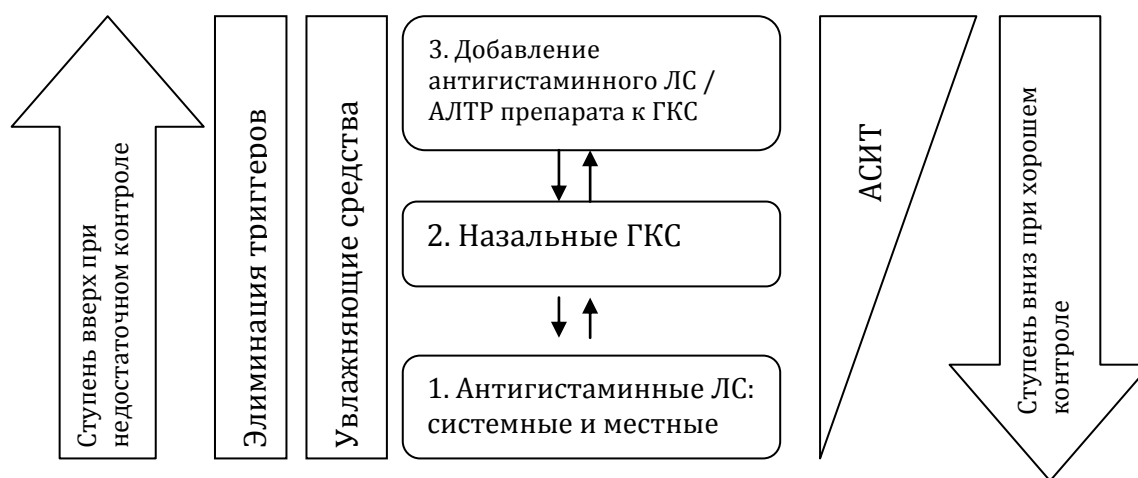 Ступень вверх при
недостаточном контроле
Элиминация триггеров
Увлажняющие средства
3. Добавление
антигистаминного ЛС /
АЛТР препарата к ГКС
2. Назальные ГКС
1. Антигистаминные ЛС:
системные и местные
АСИТ
Ступень вниз при хорошем
контроле